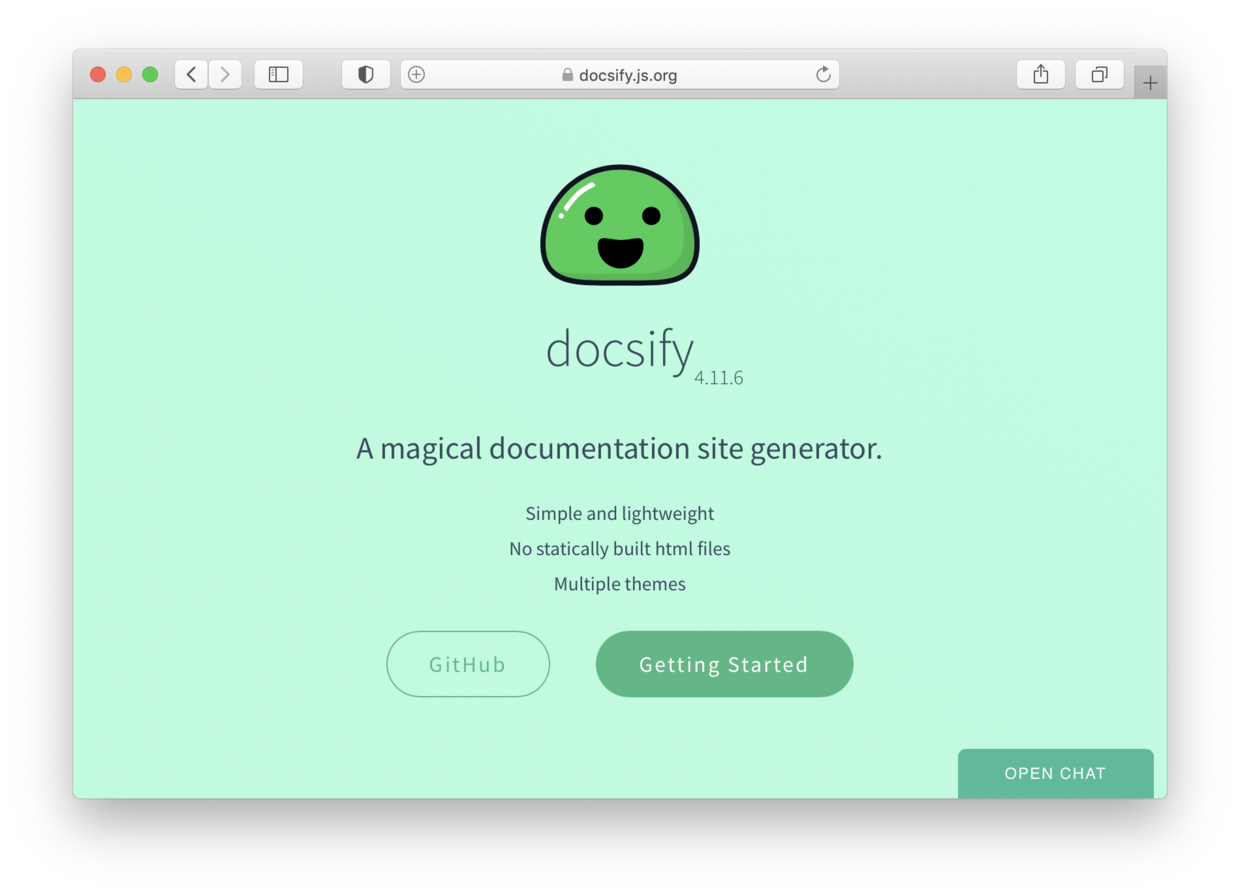 docsify.js.org
docsify 4.11.6
A magical documentation site generator.
Simple and lightweight
No statically built html files
Multiple themes
GitHub
Getting Started
OPEN CHAT